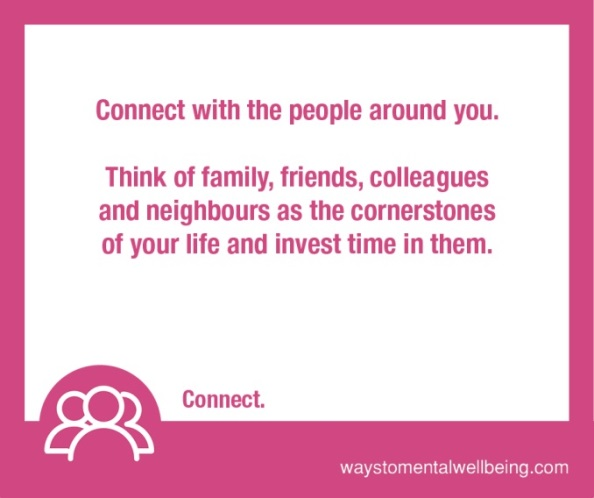 Connect with the people around you.
Think of family, friends, colleagues
and neighbours as the cornerstones
of your life and invest time in them.
Connect.
waystomentalwellbeing.com